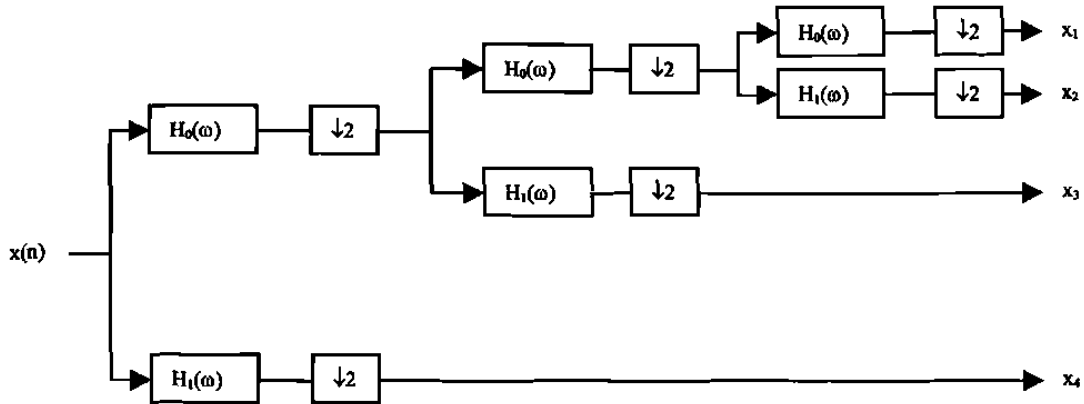 H₀(ω) ↓2 x₁
H₀(ω) ↓2 H₁(ω) ↓2 x₂
H₀(ω) ↓2
H₁(ω) ↓2 x₃
x(n)
H₁(ω) ↓2 x₄